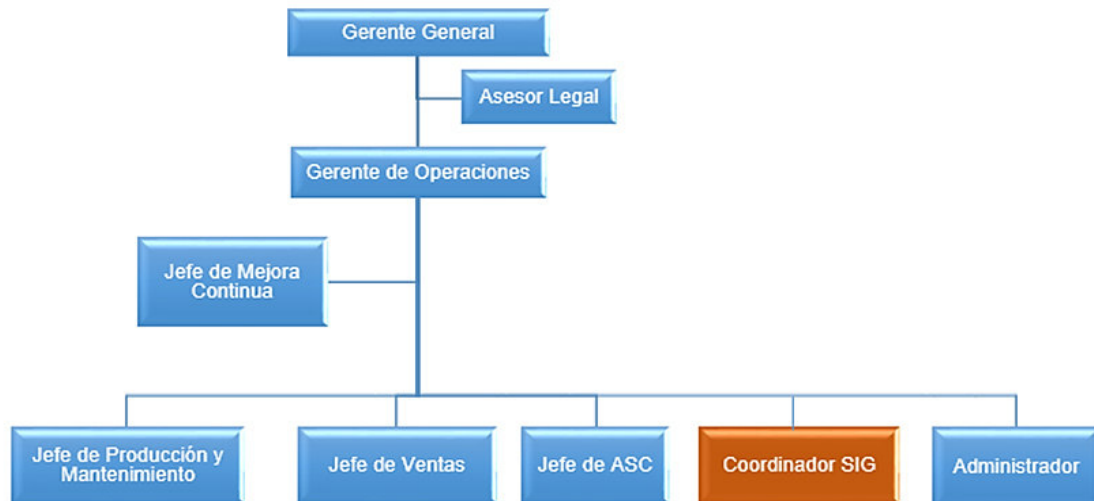 Gerente General
Asesor Legal
Gerente de Operaciones
Jefe de Mejora
Continua
Jefe de Producción y
Mantenimiento
Jefe de Ventas
Jefe de ASC
Coordinador SIG
Administrador